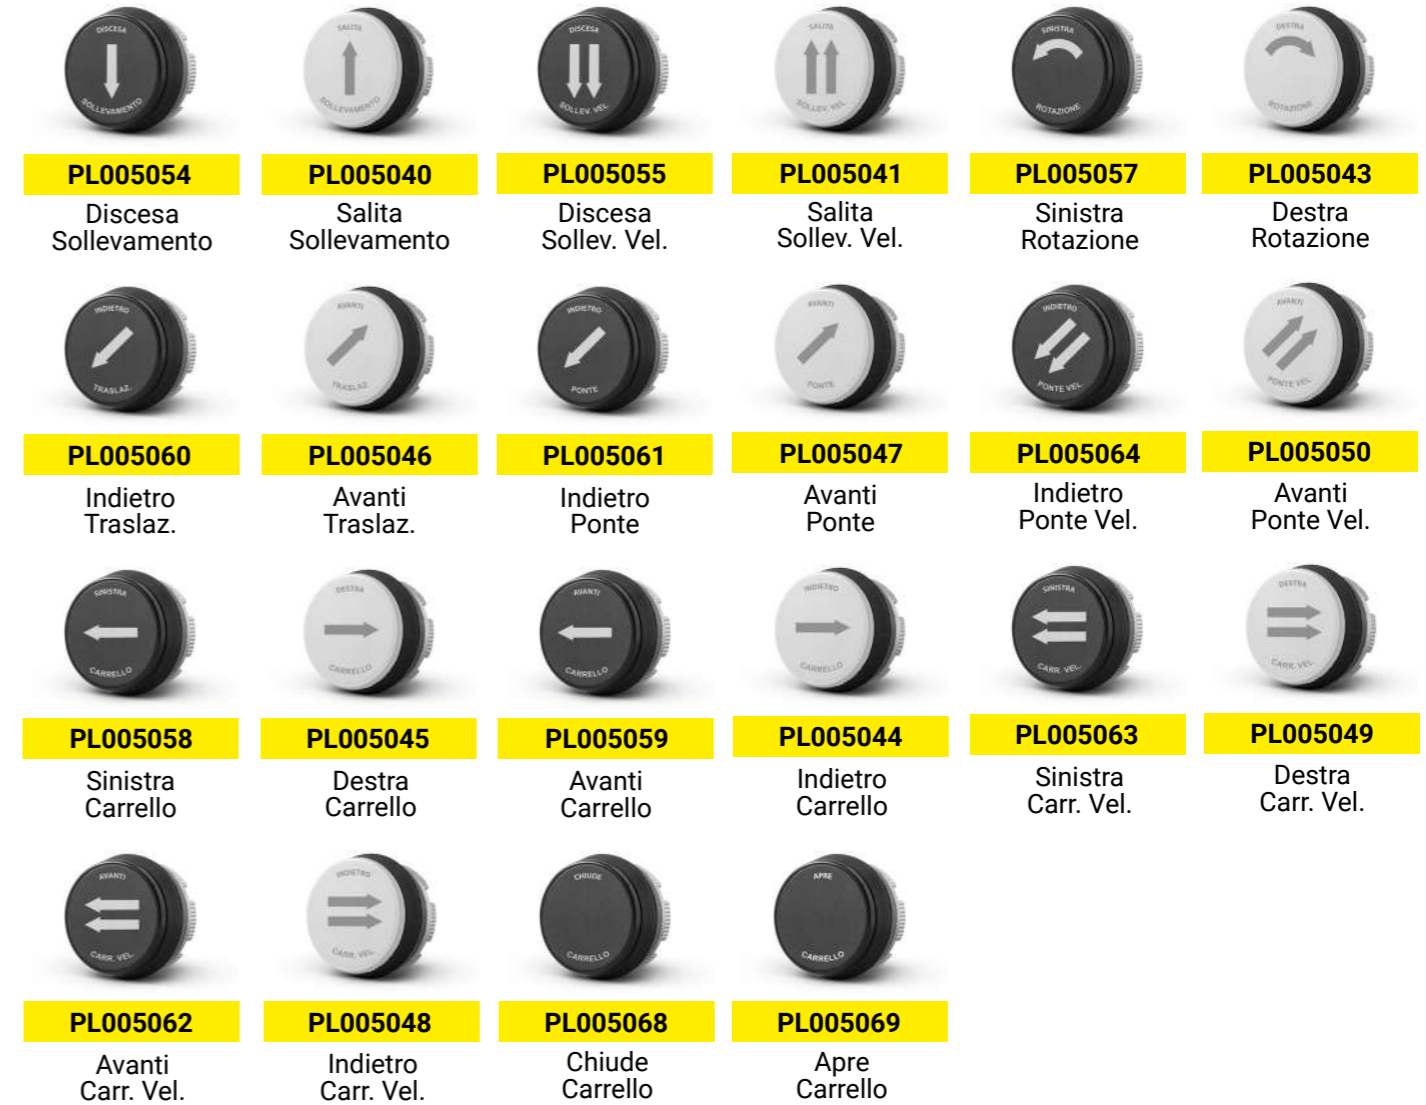 DISCESA
SOLLEVAMENTO
SALITA
SOLLEVAMENTO
DISCESA
SOLLEV. VEL.
SALITA
SOLLEV. VEL.
SINISTRA
ROTAZIONE
DESTRA
ROTAZIONE
PL005054
PL005040
PL005055
PL005041
PL005057
PL005043
Discesa
Sollevamento
Salita
Sollevamento
Discesa
Sollev. Vel.
Salita
Sollev. Vel.
Sinistra
Rotazione
Destra
Rotazione
INDIETRO
TRASLAZ.
AVANTI
TRASLAZ.
INDIETRO
PONTE
AVANTI
PONTE
INDIETRO
PONTE VEL.
AVANTI
PONTE VEL.
PL005060
PL005046
PL005061
PL005047
PL005064
PL005050
Indietro
Traslaz.
Avanti
Traslaz.
Indietro
Ponte
Avanti
Ponte
Indietro
Ponte Vel.
Avanti
Ponte Vel.
SINISTRA
CARRELLO
DESTRA
CARRELLO
AVANTI
CARRELLO
INDIETRO
CARRELLO
SINISTRA
CARR. VEL.
DESTRA
CARR. VEL.
PL005058
PL005045
PL005059
PL005044
PL005063
PL005049
Sinistra
Carrello
Destra
Carrello
Avanti
Carrello
Indietro
Carrello
Sinistra
Carr. Vel.
Destra
Carr. Vel.
AVANTI
CARR. VEL.
INDIETRO
CARR. VEL.
CHIUDE
CARRELLO
APRE
CARRELLO
PL005062
PL005048
PL005068
PL005069
Avanti
Carr. Vel.
Indietro
Carr. Vel.
Chiude
Carrello
Apre
Carrello